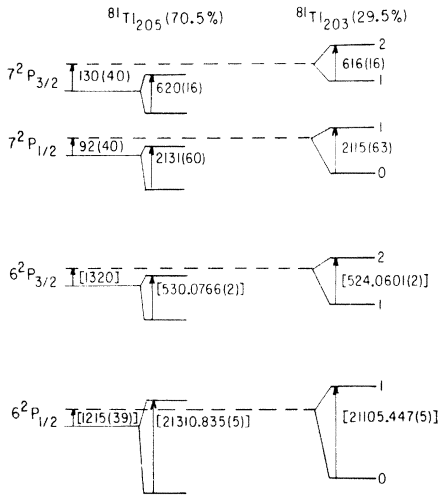 81Tl205 (70.5%) 81Tl203 (29.5%)
2
7²P3/2 130(40) 620(16) 616(16)
1
1
7²P1/2 92(40) 2131(60) 2115(63)
0
2
6²P3/2 [1320] [530.0766(2)] [524.0601(2)]
1
1
6²P1/2 [1215(39)] [21310.835(5)] [21105.447(5)]
0